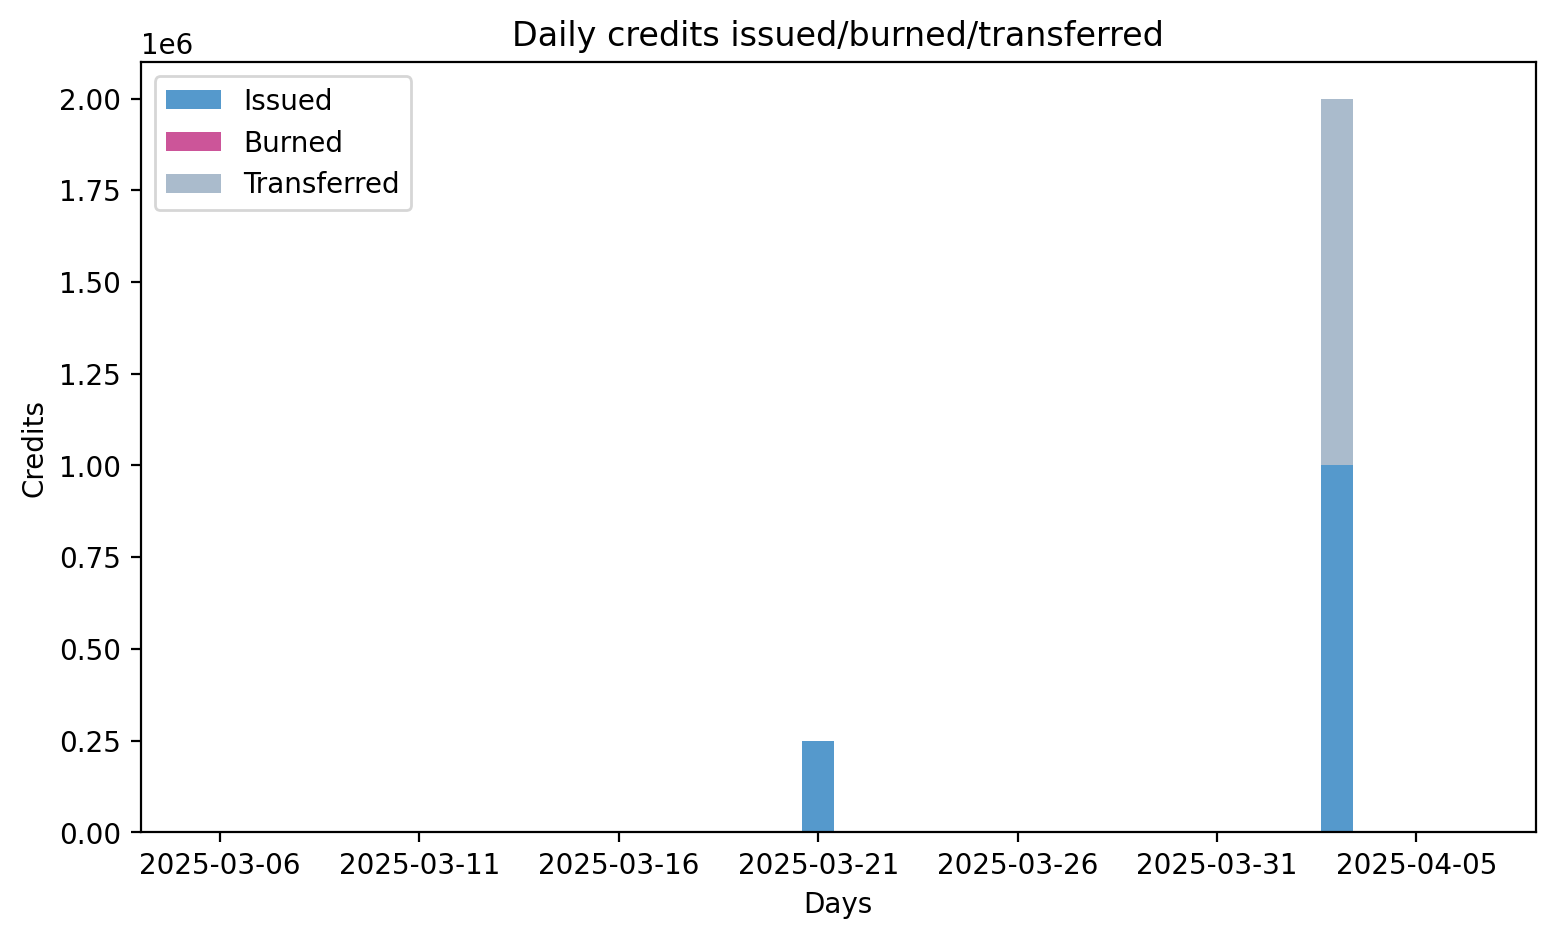 Daily credits issued/burned/transferred
1e6
Issued
Burned
Transferred
2.00
1.75
1.50
1.25
1.00
0.75
0.50
0.25
0.00
Credits
2025-03-06 2025-03-11 2025-03-16 2025-03-21 2025-03-26 2025-03-31 2025-04-05
Days